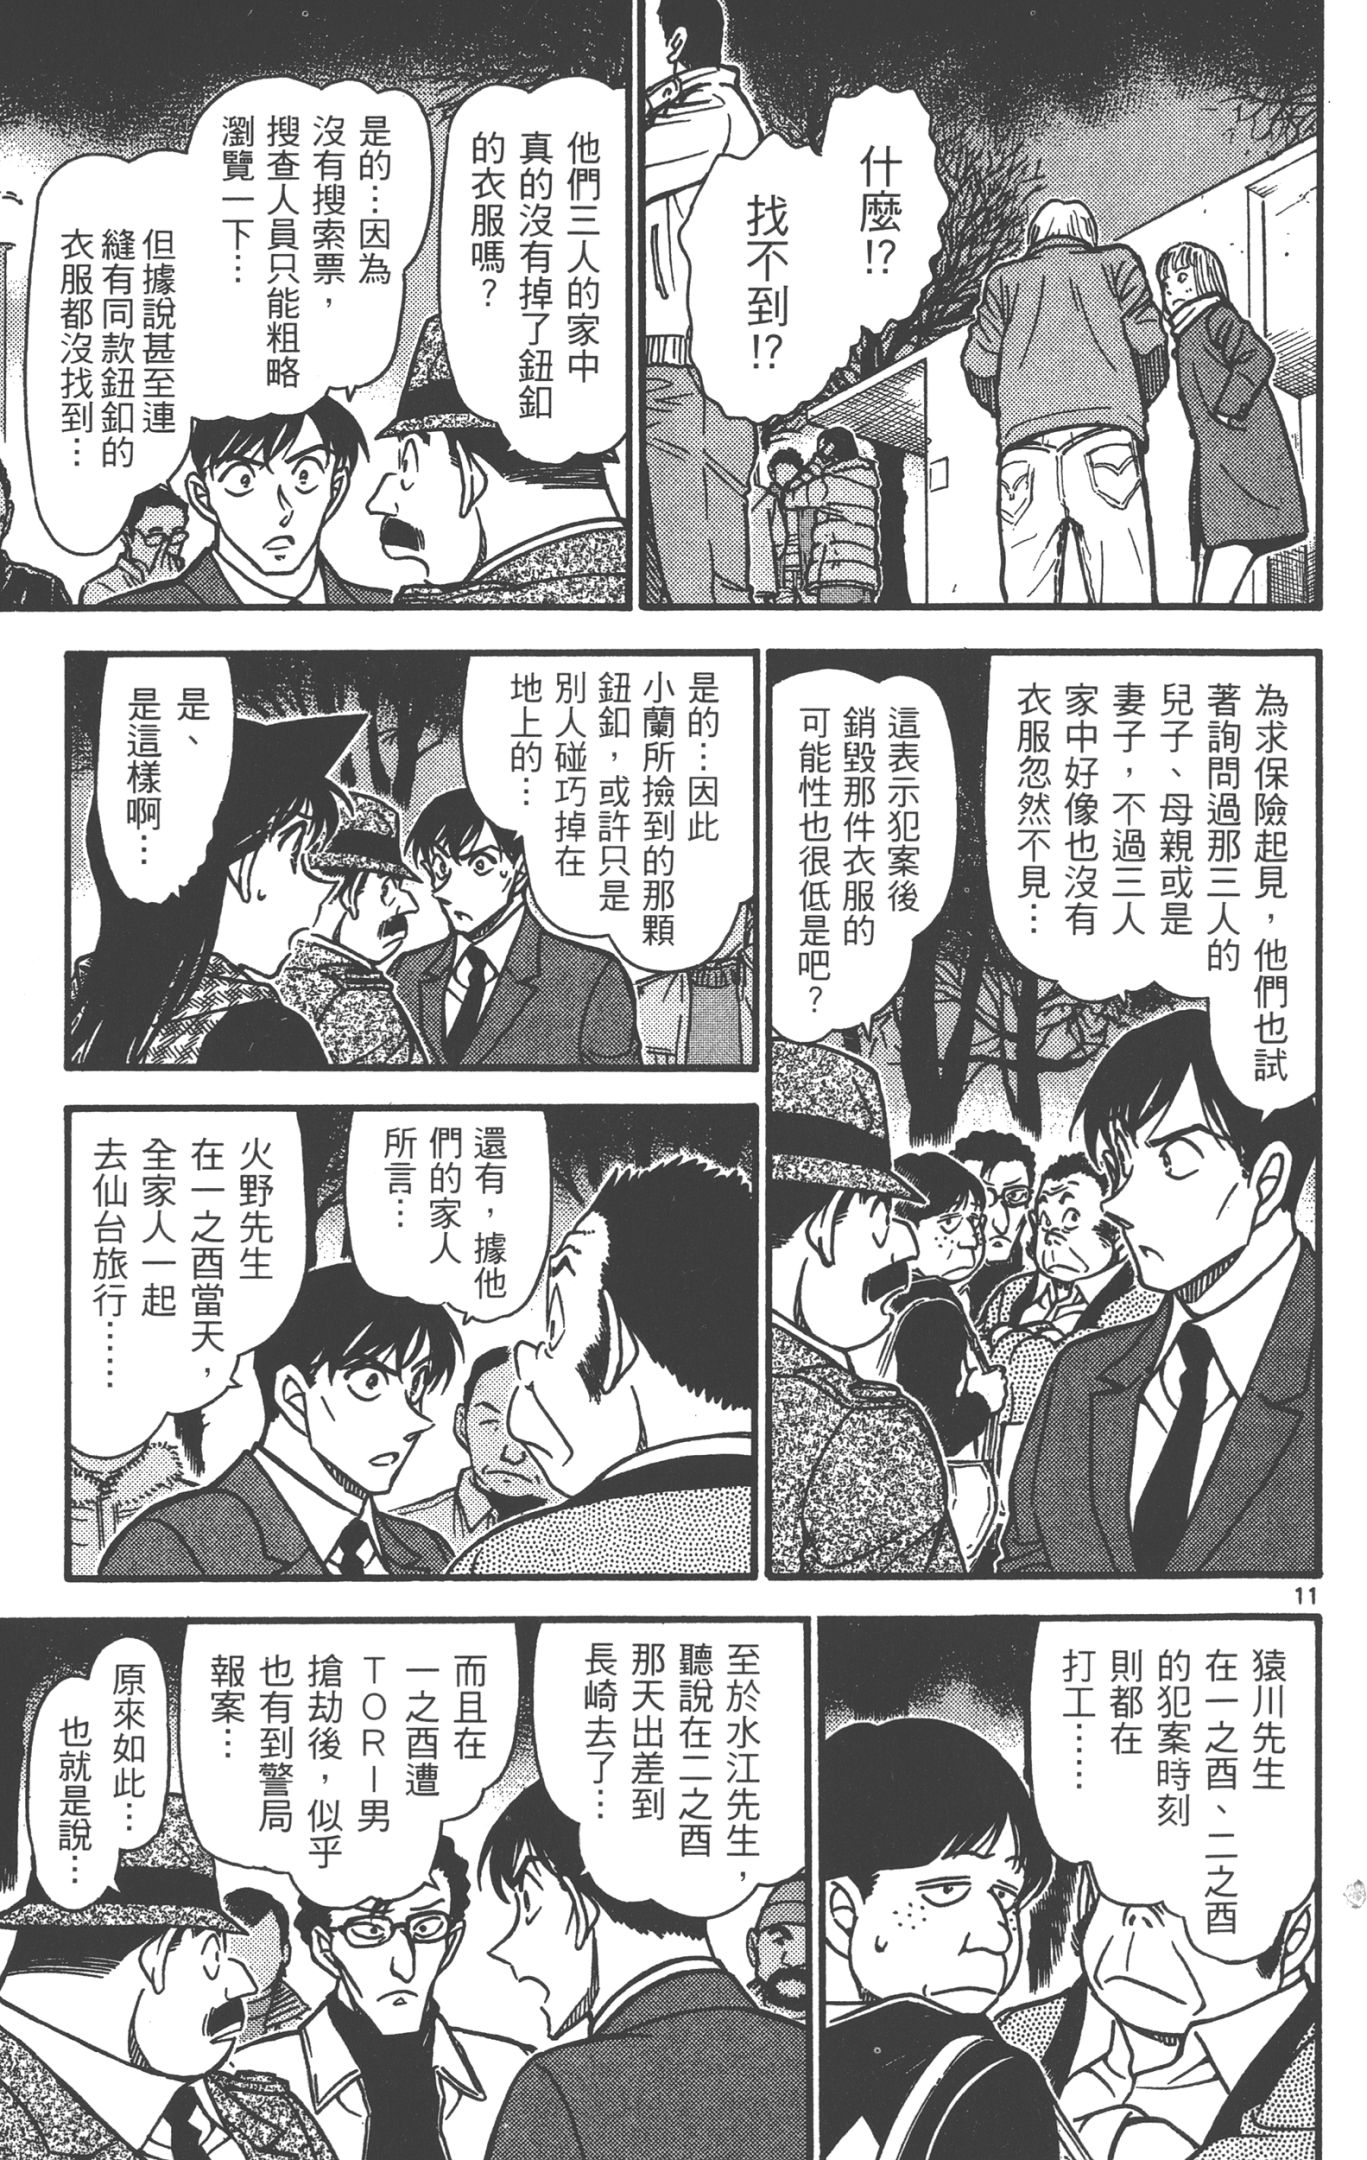 什麼!?
找不到!?
他們三人的家中
真的沒有掉了鈕釦
的衣服嗎？
是的…因為
沒有搜索票，
搜查人員只能粗略
瀏覽一下…
但據說甚至連
縫有同款鈕釦的
衣服都沒找到…
為求保險起見，他們也試
著詢問過那三人的
兒子、母親或是
妻子，不過三人
家中好像也沒有
衣服忽然不見…
這表示犯案後
銷毀那件衣服的
可能性也很低是吧？
是的…因此
小蘭所撿到的那顆
鈕釦，或許只是
別人碰巧掉在
地上的…
是、
是這樣啊…
還有，據他
們的家人
所言…
火野先生
在一之酉當天，
全家人一起
去仙台旅行……
11
猿川先生
在一之酉、二之酉
的犯案時刻
則都在
打工……
至於水江先生，
聽說在二之酉
那天出差到
長崎去了…
而且在
一之酉遭
TORI男
搶劫後，似乎
也有到警局
報案…
原來如此…
也就是說…